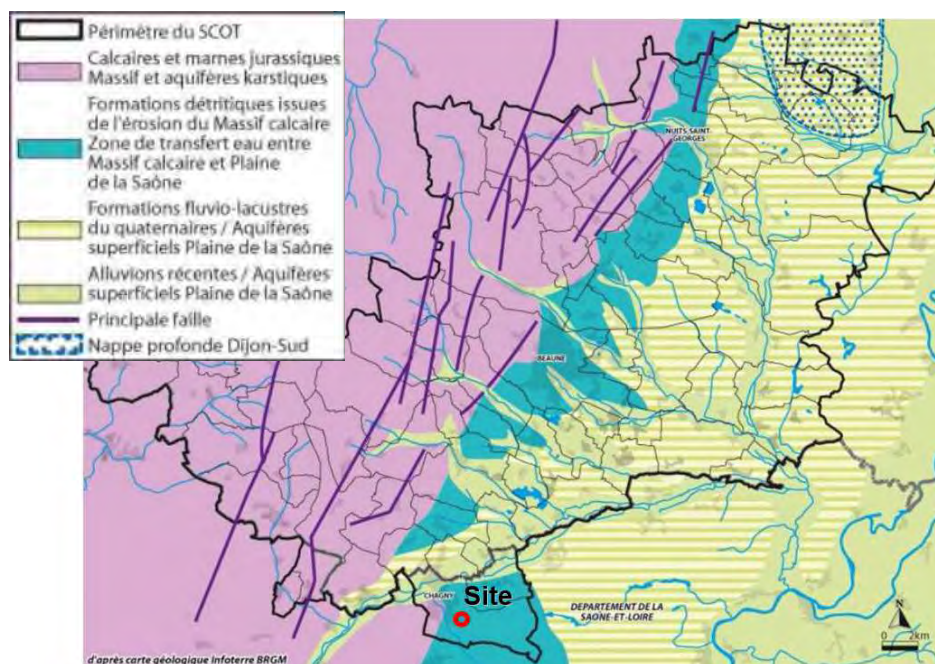 Périmètre du SCOT
Calcaires et marnes jurassiques
Massif et aquifères karstiques
Formations détritiques issues
de l'érosion du Massif calcaire
Zone de transfert eau entre
Massif calcaire et Plaine
de la Saône
Formations fluvio-lacustres
du quaternaires / Aquifères
superficiels Plaine de la Saône
Alluvions récentes / Aquifères
superficiels Plaine de la Saône
Principale faille
Nappe profonde Dijon-Sud
NUITS-SAINT-
GEORGES
BEAUNE
CHAGNY
Site
DEPARTEMENT DE LA
SAONE-ET-LOIRE
N
0 2km
d'après carte géologique Infoterre BRGM